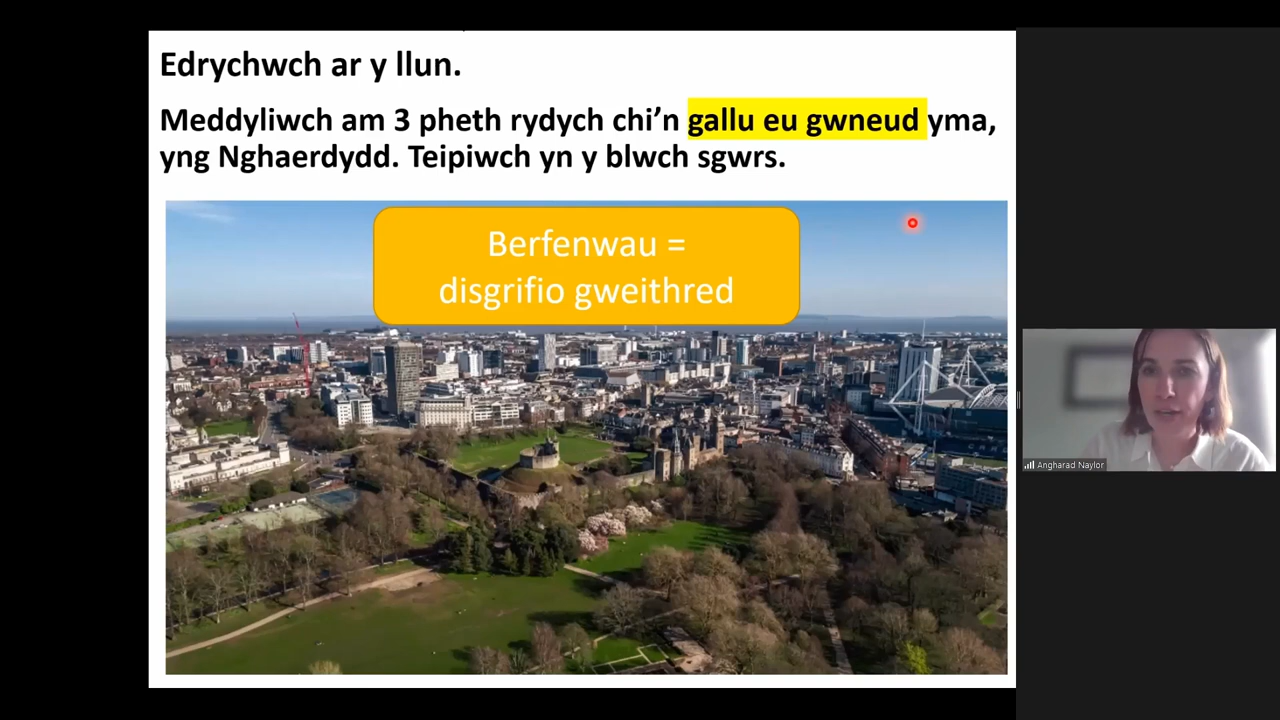 Edrychwch ar y llun.
Meddyliwch am 3 pheth rydych chi’n gallu eu gwneud yma,
yng Nghaerdydd. Teipiwch yn y blwch sgwrs.
Berfenwau =
disgrifio gweithred
Angharad Naylor